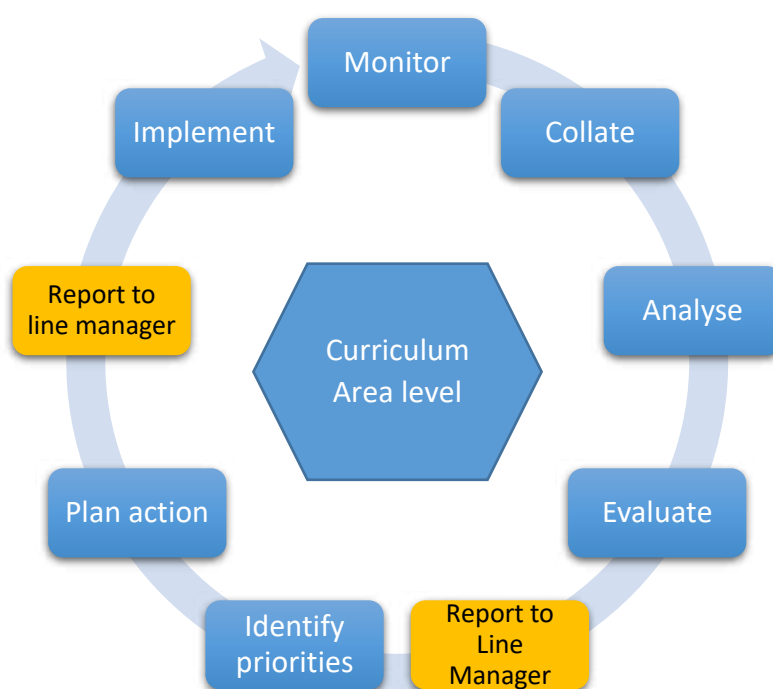 Monitor
Collate
Analyse
Evaluate
Report to
Line
Manager
Identify
priorities
Plan action
Report to
line manager
Implement
Curriculum
Area level